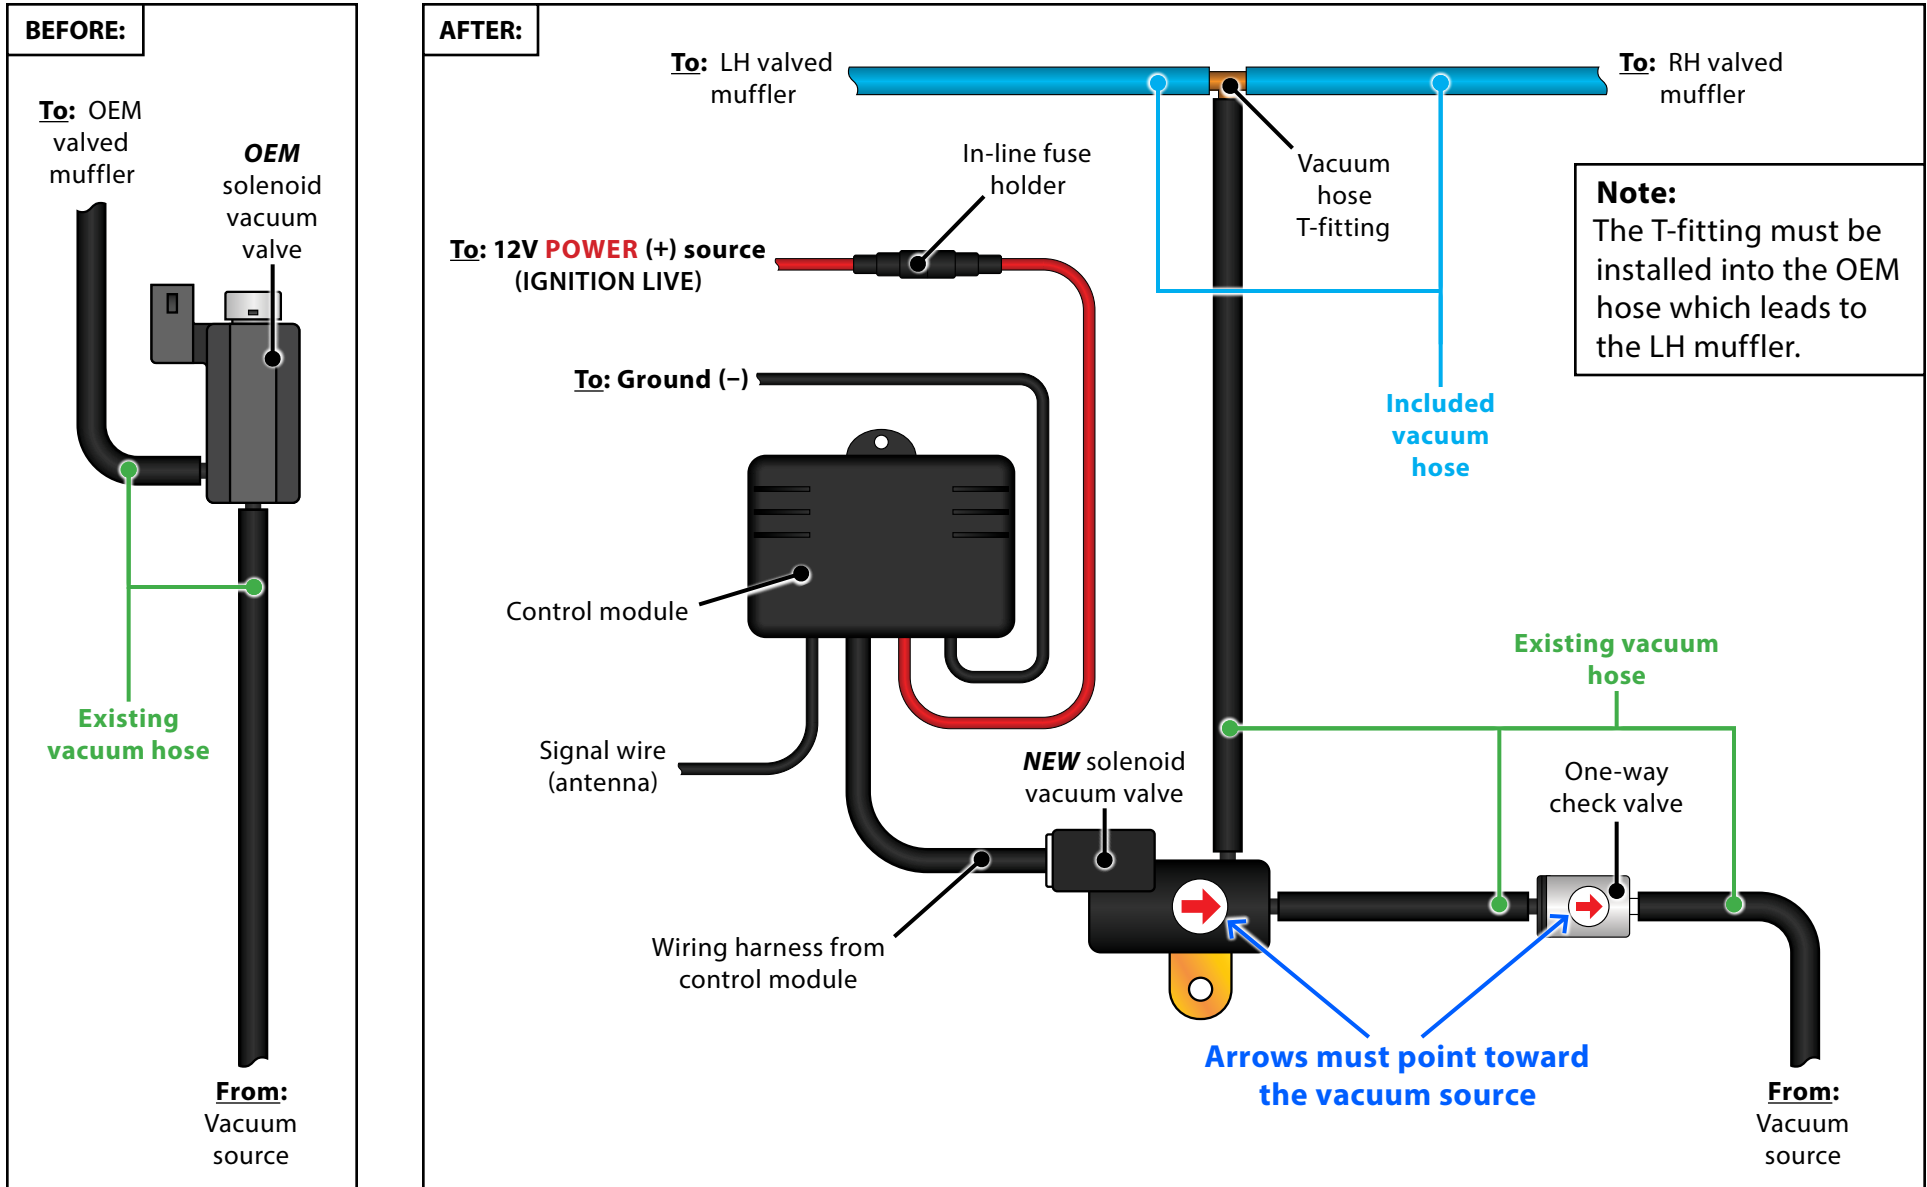 BEFORE:
To: OEM
valved
muffler
OEM
solenoid
vacuum
valve
Existing
vacuum hose
From:
Vacuum
source
AFTER:
To: LH valved
muffler
To: RH valved
muffler
In-line fuse
holder
Vacuum
hose
T-fitting
Note:
The T-fitting must be
installed into the OEM
hose which leads to
the LH muffler.
To: 12V POWER (+) source
(IGNITION LIVE)
To: Ground (–)
Included
vacuum
hose
Control module
Existing vacuum
hose
Signal wire
(antenna)
NEW solenoid
vacuum valve
One-way
check valve
Wiring harness from
control module
Arrows must point toward
the vacuum source
From:
Vacuum
source